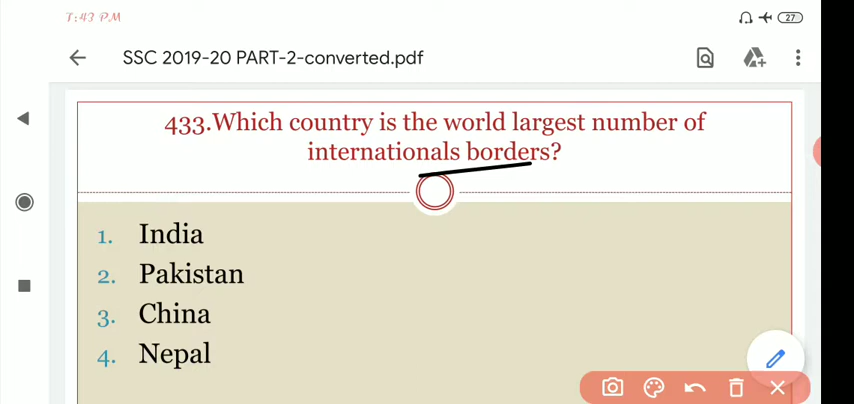 7:43 PM
27
SSC 2019-20 PART-2-converted.pdf
433.Which country is the world largest number of
internationals borders?
1. India
2. Pakistan
3. China
4. Nepal